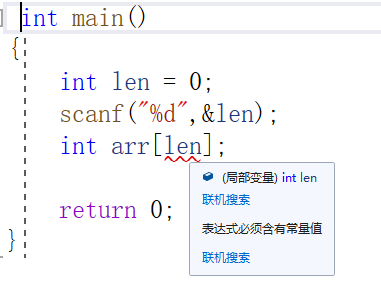 int main()
{
int len = 0;
scanf("%d",&len);
int arr[len];
(局部变量) int len
联机搜索
表达式必须含有常量值
联机搜索
return 0;
}